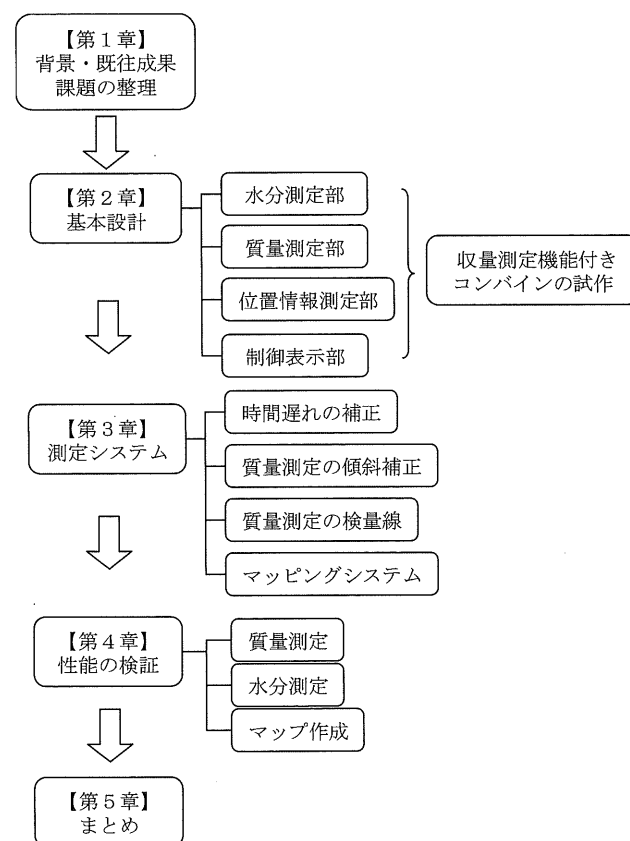 【第１章】
背景・既往成果
課題の整理
【第２章】
基本設計
水分測定部
質量測定部
位置情報測定部
制御表示部
収量測定機能付き
コンバインの試作
【第３章】
測定システム
時間遅れの補正
質量測定の傾斜補正
質量測定の検量線
マッピングシステム
【第４章】
性能の検証
質量測定
水分測定
マップ作成
【第５章】
まとめ